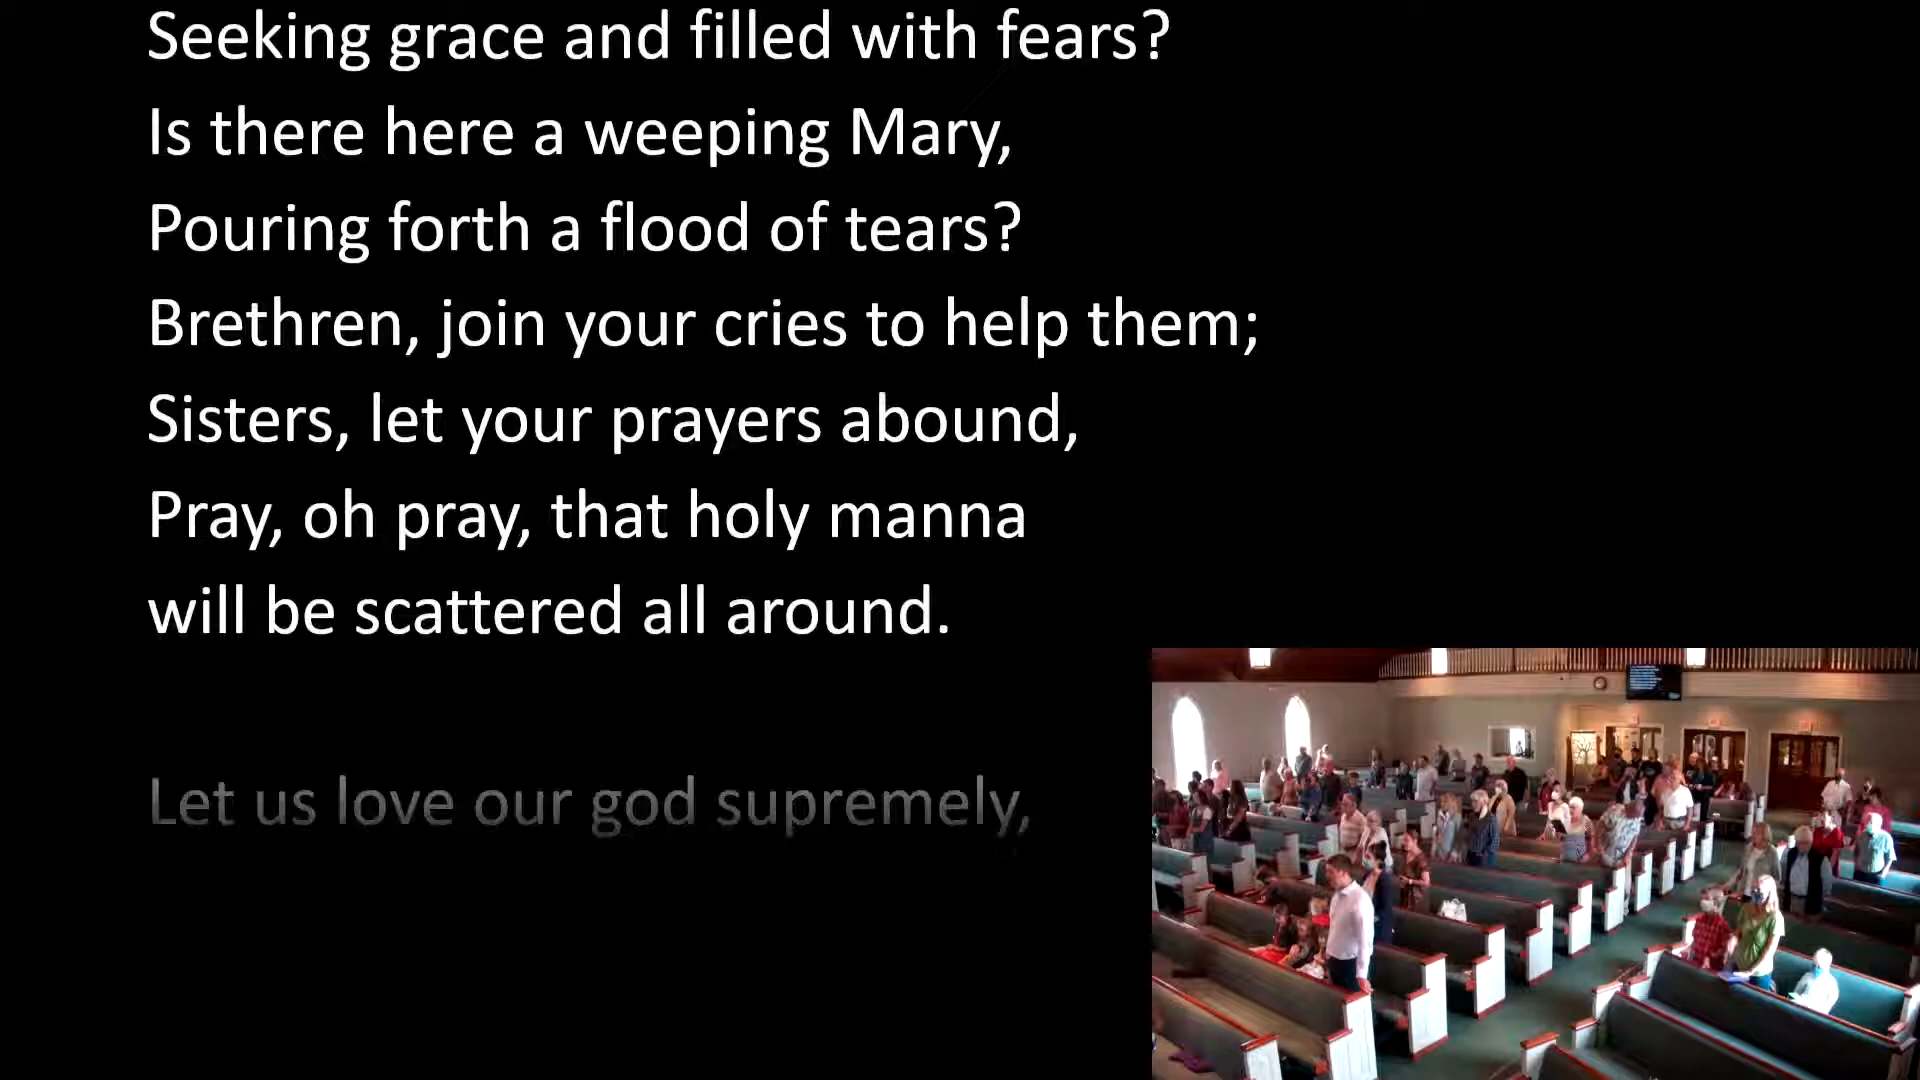 Seeking grace and filled with fears?
Is there here a weeping Mary,
Pouring forth a flood of tears?
Brethren, join your cries to help them;
Sisters, let your prayers abound,
Pray, oh pray, that holy manna
will be scattered all around.
Let us love our god supremely,